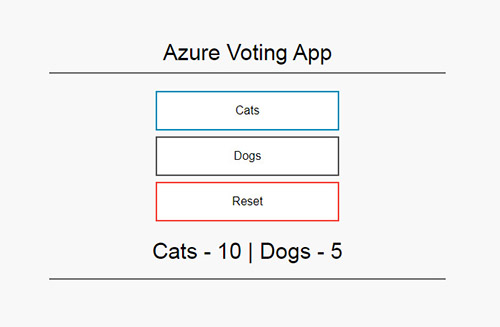 Azure Voting App
Cats
Dogs
Reset
Cats - 10 | Dogs - 5